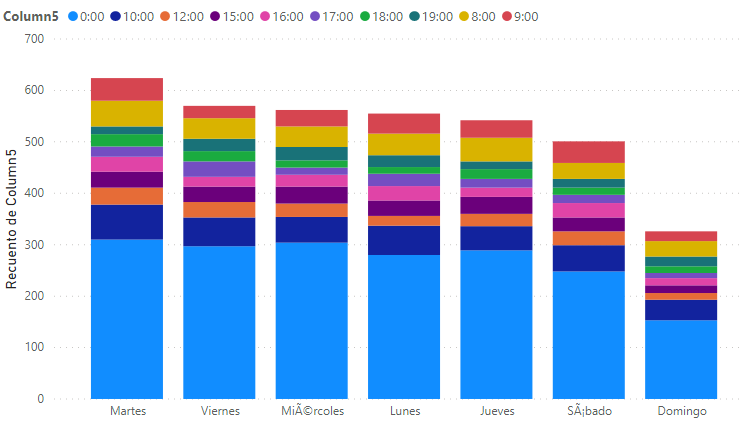 Column5 0:00 10:00 12:00 15:00 16:00 17:00 18:00 19:00 8:00 9:00
700
600
500
400
300
200
100
0
Recuento de Column5
Martes Viernes MiÃ©rcoles Lunes Jueves SÃ¡bado Domingo